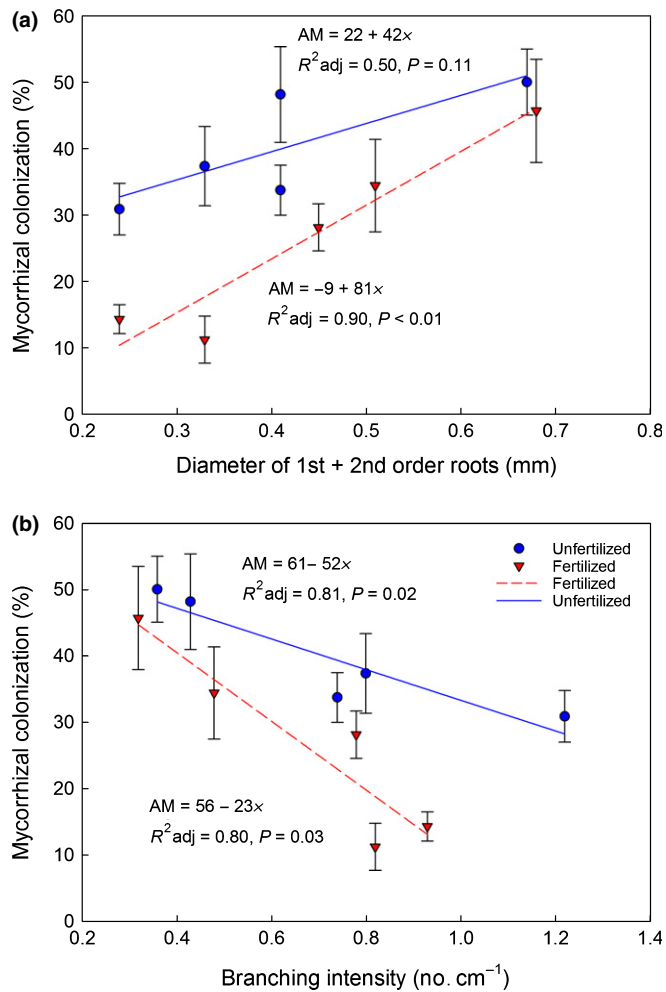 (a)
60
50
40
30
20
10
0
Mycorrhizal colonization (%)
AM = 22 + 42×
R²adj = 0.50, P = 0.11
AM = –9 + 81×
R²adj = 0.90, P < 0.01
0.2 0.3 0.4 0.5 0.6 0.7 0.8
Diameter of 1st + 2nd order roots (mm)
(b)
60
50
40
30
20
10
0
Mycorrhizal colonization (%)
AM = 61– 52×
R²adj = 0.81, P = 0.02
Unfertilized
Fertilized
Fertilized
Unfertilized
AM = 56 – 23×
R²adj = 0.80, P = 0.03
0.2 0.4 0.6 0.8 1.0 1.2 1.4
Branching intensity (no. cm⁻¹)